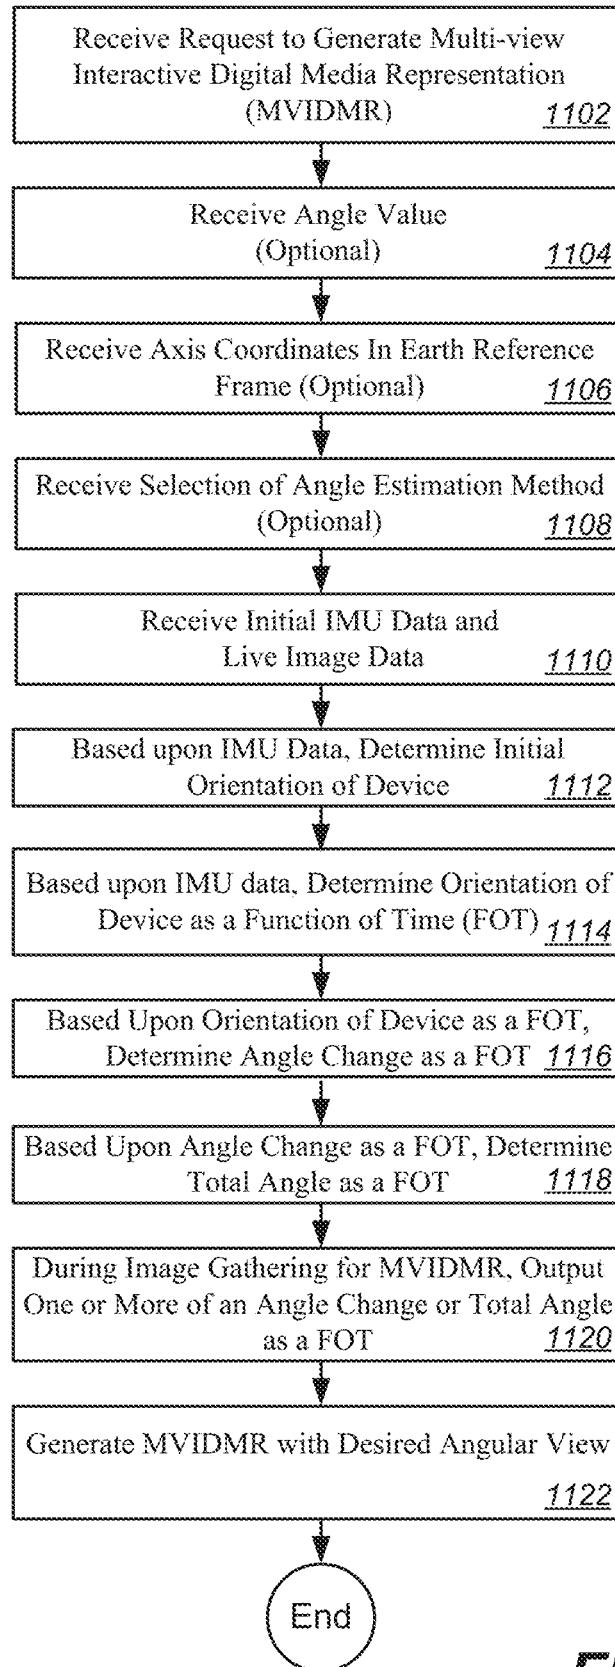 Receive Request to Generate Multi-view
Interactive Digital Media Representation
(MVIDMR) 1102
Receive Angle Value
(Optional) 1104
Receive Axis Coordinates In Earth Reference
Frame (Optional) 1106
Receive Selection of Angle Estimation Method
(Optional) 1108
Receive Initial IMU Data and
Live Image Data 1110
Based upon IMU Data, Determine Initial
Orientation of Device 1112
Based upon IMU data, Determine Orientation of
Device as a Function of Time (FOT) 1114
Based Upon Orientation of Device as a FOT,
Determine Angle Change as a FOT 1116
Based Upon Angle Change as a FOT, Determine
Total Angle as a FOT 1118
During Image Gathering for MVIDMR, Output
One or More of an Angle Change or Total Angle
as a FOT 1120
Generate MVIDMR with Desired Angular View
1122
End